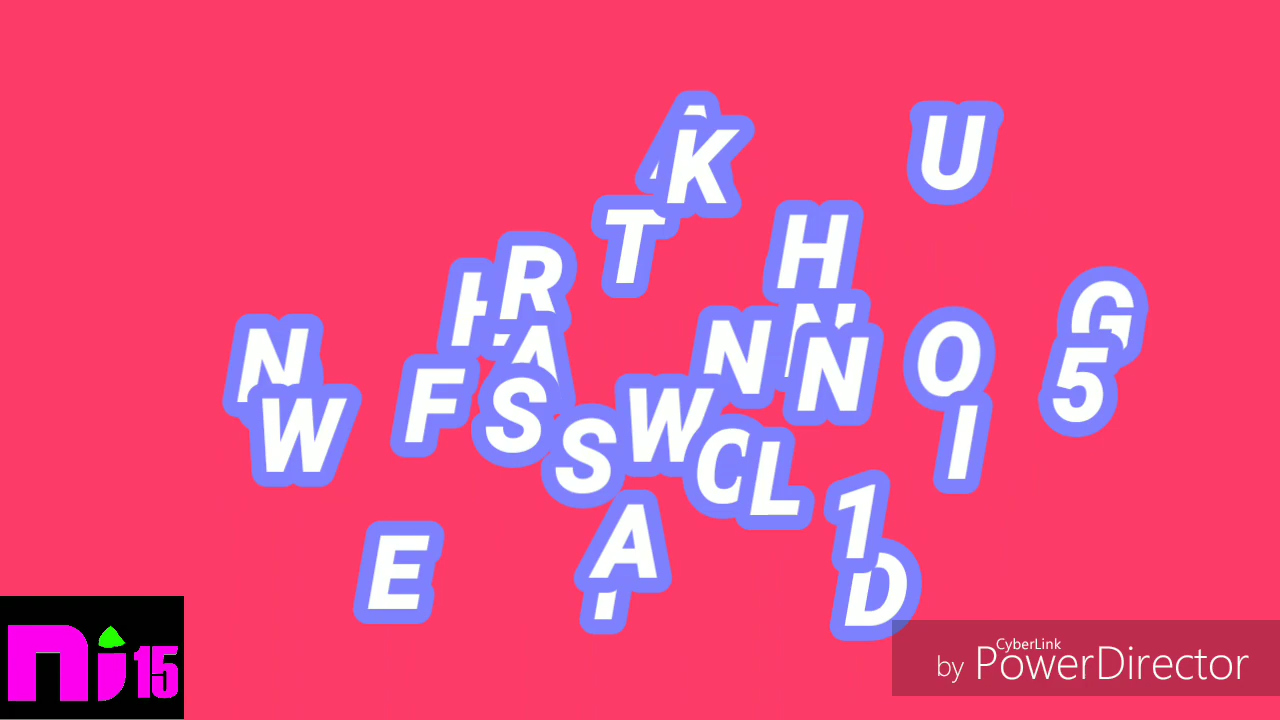 K U
T H
R
G
N N N O 5
W F S W I
S C L
1
E A D
ni 15
CyberLink
by PowerDirector